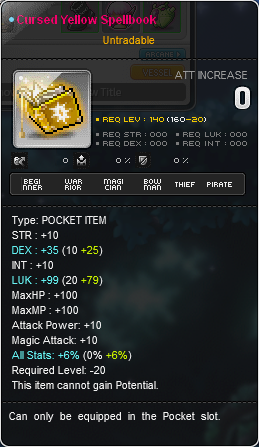 Cursed Yellow Spellbook
Untradable
ATT INCREASE
0
REQ LEV : 140 (160-20)
REQ STR : 000 REQ LUK : 000
REQ DEX : 000 REQ INT : 000
0 0 % 0 %
BEGINNER WARRIOR MAGICIAN BOWMAN THIEF PIRATE
Type: POCKET ITEM
STR : +10
DEX : +35 (10 +25)
INT : +10
LUK : +99 (20 +79)
MaxHP : +100
MaxMP : +100
Attack Power: +10
Magic Attack: +10
All Stats: +6% (0% +6%)
Required Level: -20
This item cannot gain Potential.
Can only be equipped in the Pocket slot.